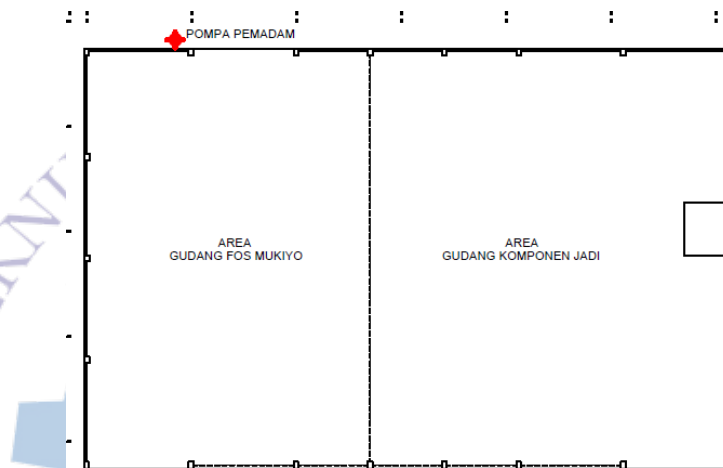 POMPA PEMADAM
AREA
GUDANG FOS MUKIYO
AREA
GUDANG KOMPONEN JADI